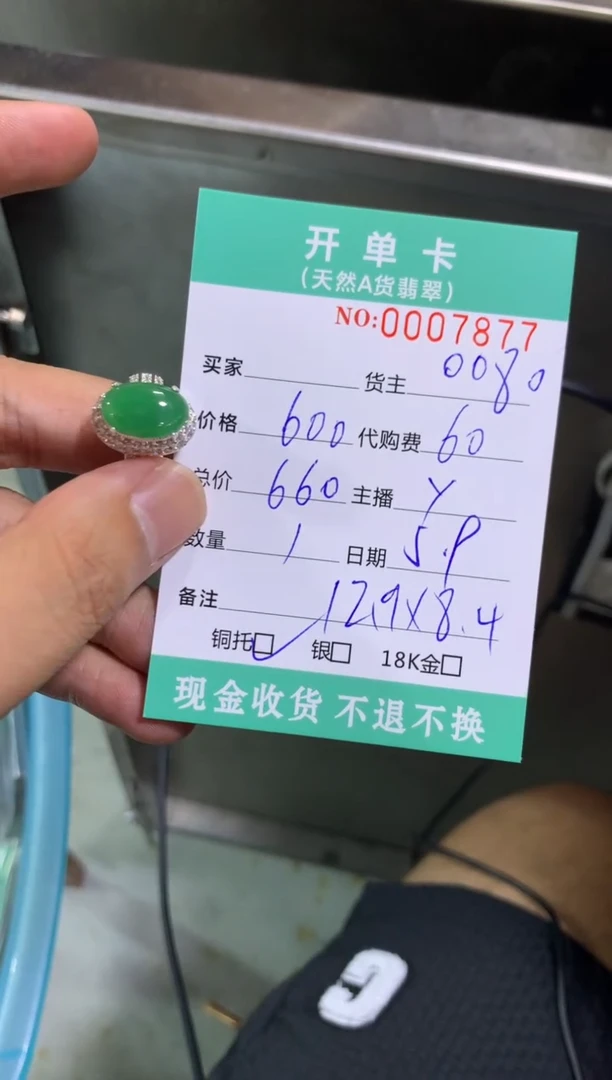 开单卡
(天然A货翡翠)
NO:0007877
买家 货主 0080
价格 600 代购费 60
总价 660 主播 Y
数量 1 日期 5.9
备注 12.9X8.4
铜托☑ 银□ 18K金□
现金收货 不退不换